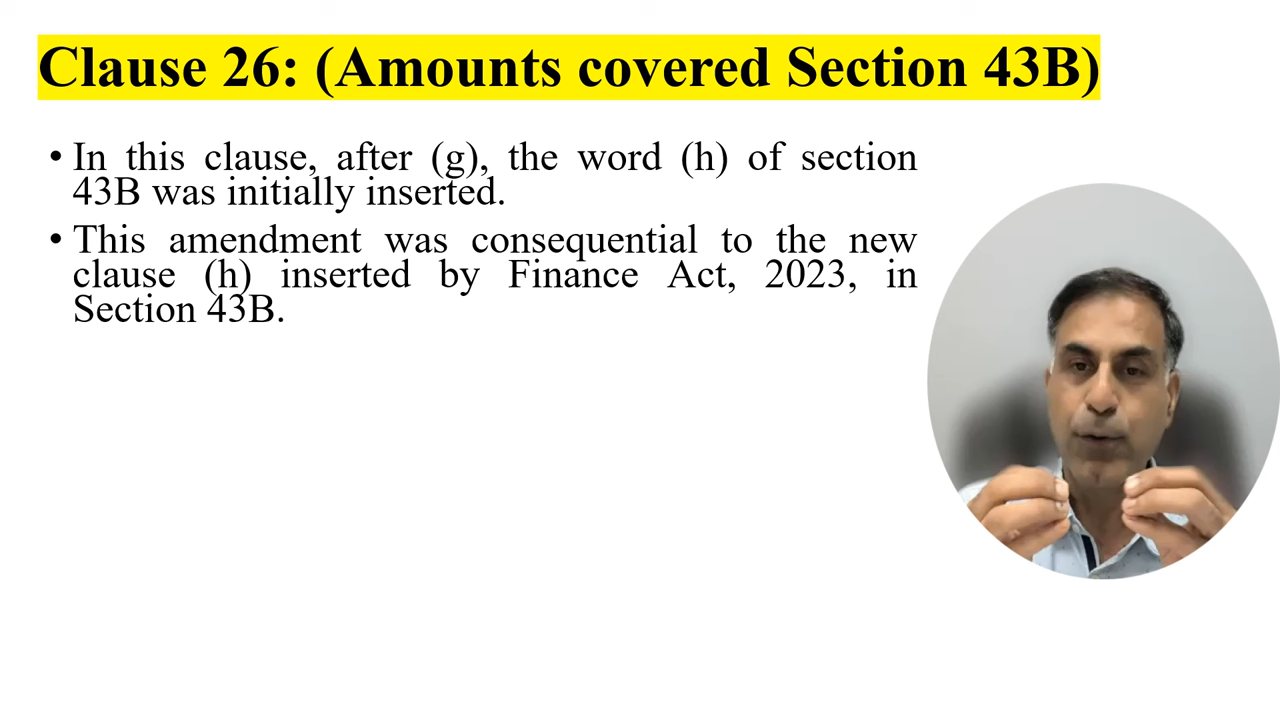 Clause 26: (Amounts covered Section 43B)
• In this clause, after (g), the word (h) of section
43B was initially inserted.
• This amendment was consequential to the new
clause (h) inserted by Finance Act, 2023, in
Section 43B.